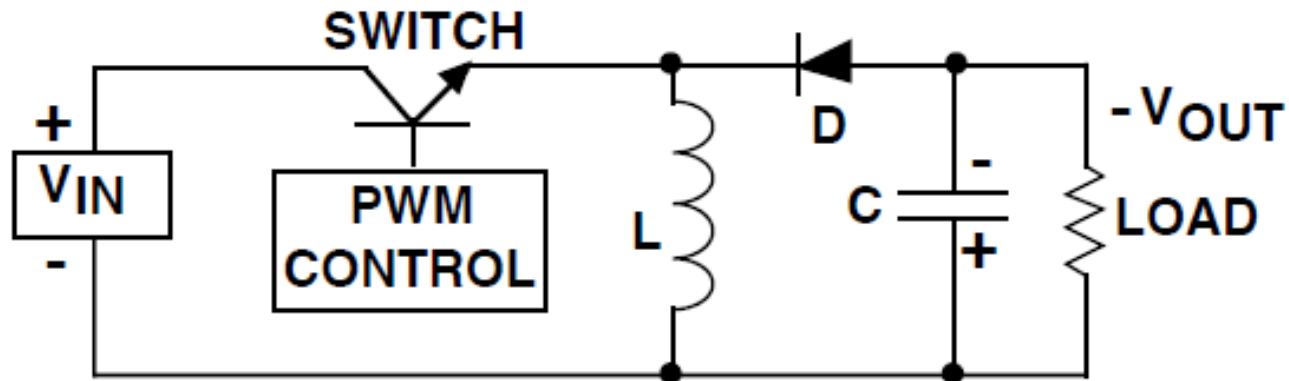 SWITCH
+
VIN
-
PWM
CONTROL
L
D
C
-
+
-VOUT
LOAD